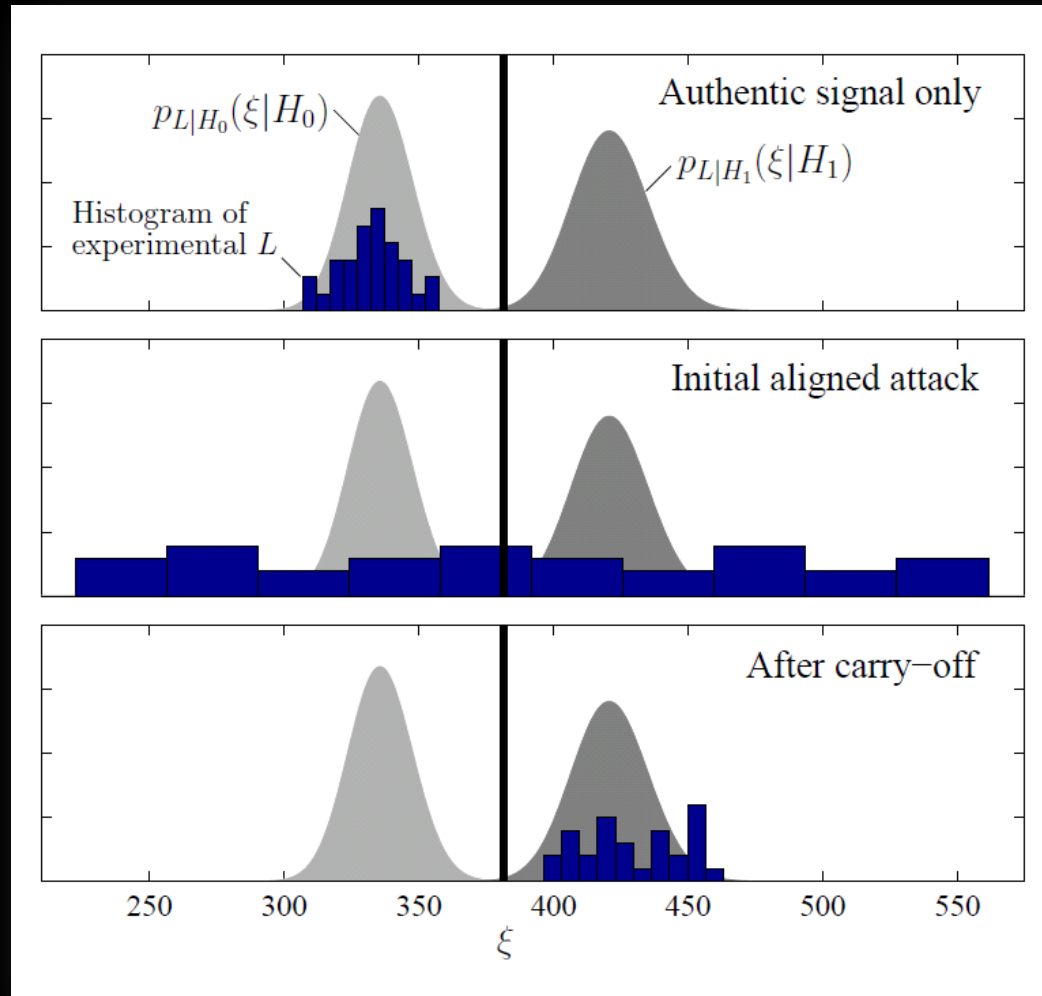 Authentic signal only
p_{L|H_0}(ξ|H_0)
p_{L|H_1}(ξ|H_1)
Histogram of
experimental L
Initial aligned attack
After carry−off
250 300 350 400 450 500 550
ξ